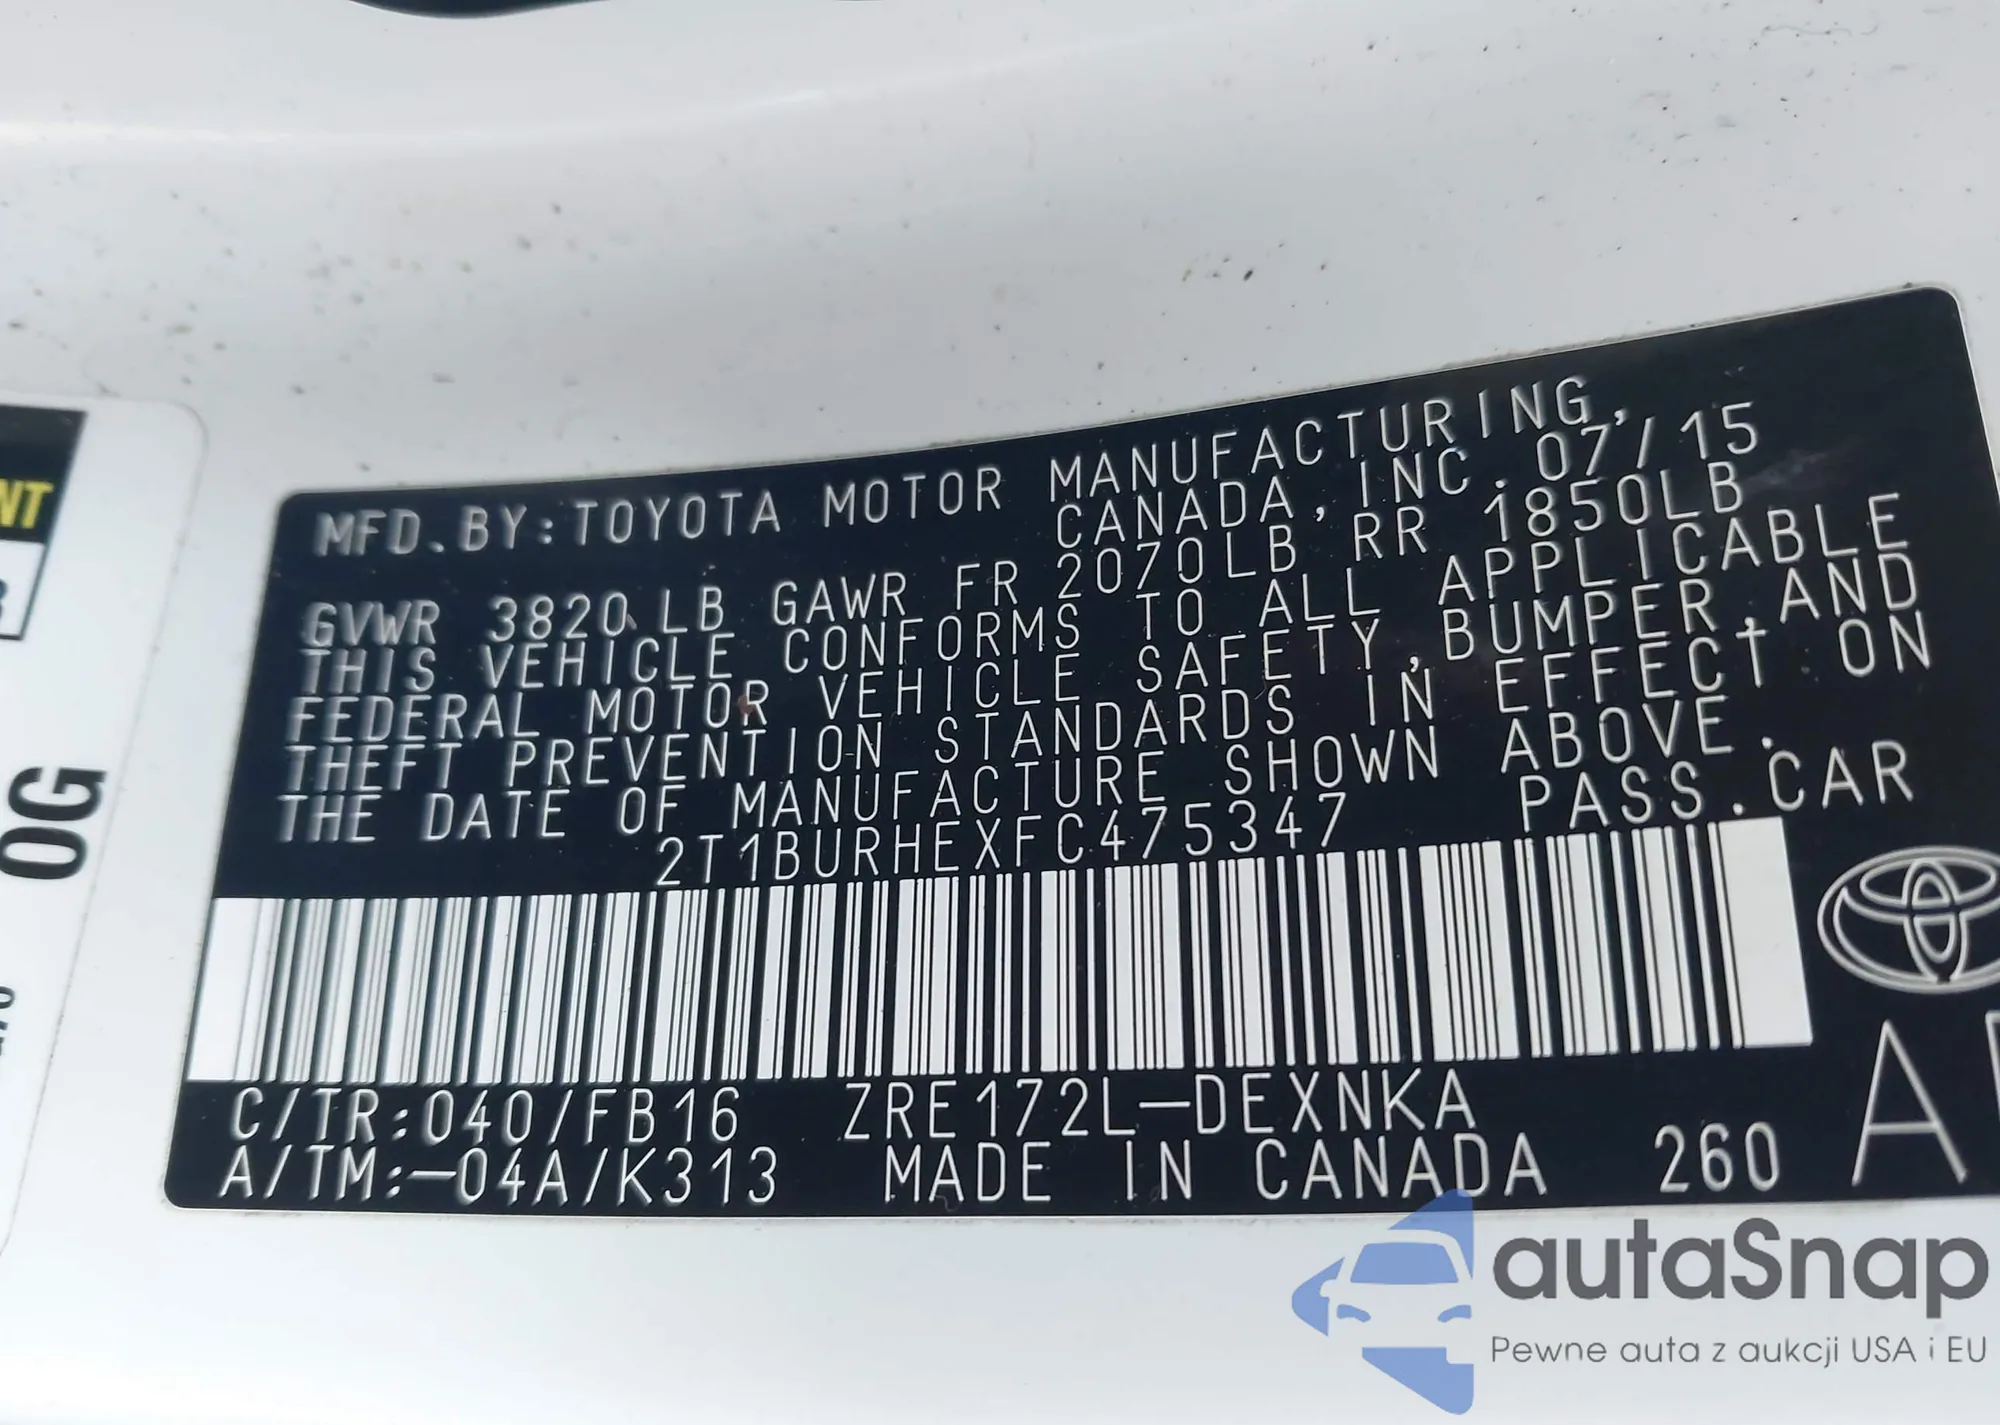 MFD.BY:TOYOTA MOTOR MANUFACTURING,
CANADA, INC. 07/15
GVWR 3820 LB GAWR FR 2070LB RR 1850LB
THIS VEHICLE CONFORMS TO ALL APPLICABLE
FEDERAL MOTOR VEHICLE SAFETY,BUMPER,AND
THEFT PREVENTION STANDARDS IN EFFECT ON
THE DATE OF MANUFACTURE SHOWN ABOVE.
2T1BURHEXFC475347 PASS.CAR
C/TR:040/FB16 ZRE172L-DEXNKA
A/TM:-04A/K313 MADE IN CANADA 260
NT
0G
autaSnap
Pewne auta z aukcji USA i EU